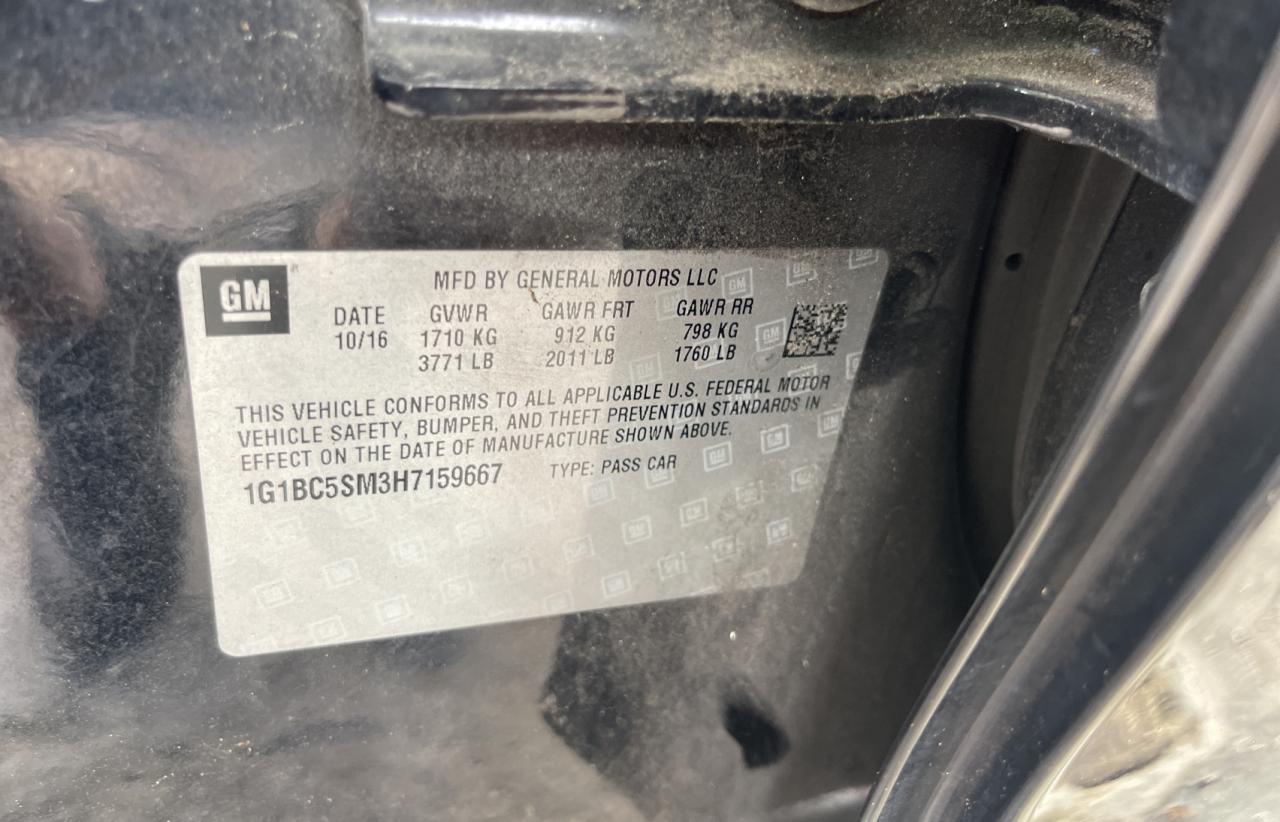 GM
MFD BY GENERAL MOTORS LLC
DATE GVWR GAWR FRT GAWR RR
10/16 1710 KG 912 KG 798 KG
3771 LB 2011 LB 1760 LB
THIS VEHICLE CONFORMS TO ALL APPLICABLE U.S. FEDERAL MOTOR
VEHICLE SAFETY, BUMPER, AND THEFT PREVENTION STANDARDS IN
EFFECT ON THE DATE OF MANUFACTURE SHOWN ABOVE.
1G1BC5SM3H7159667 TYPE: PASS CAR